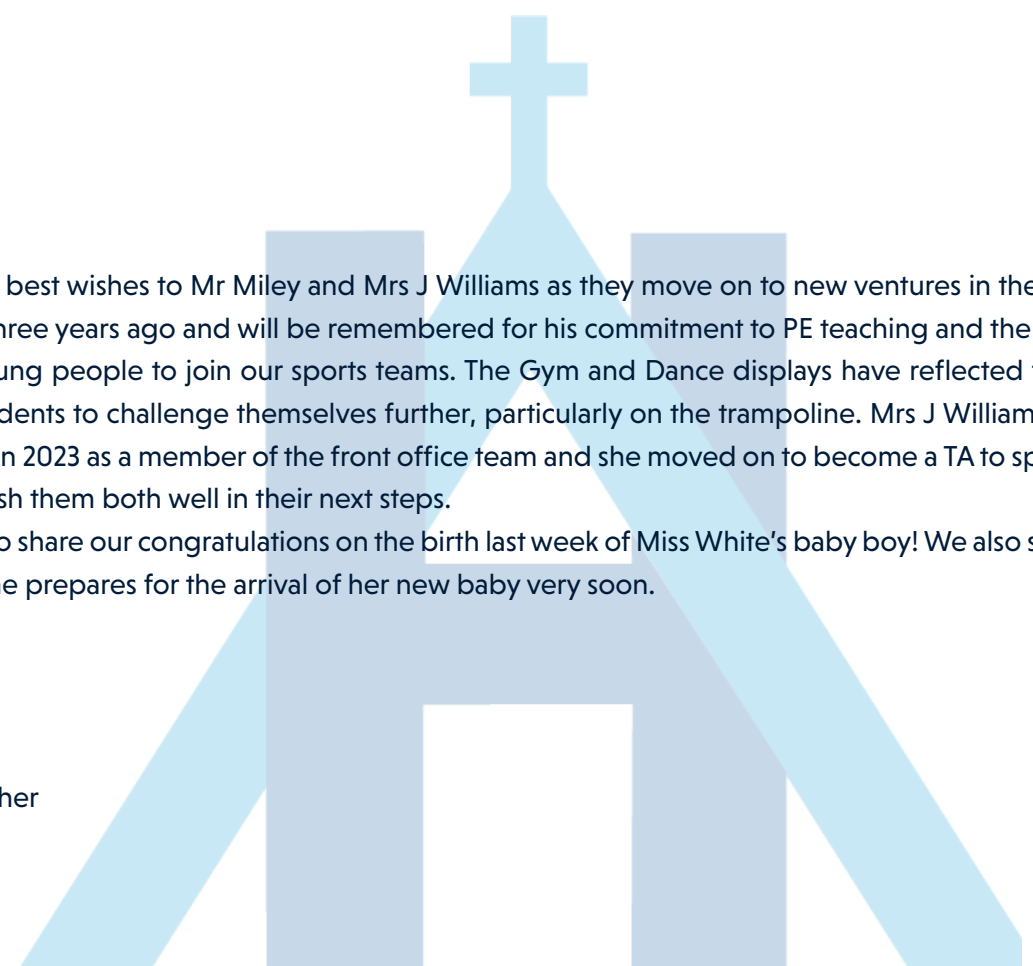 best wishes to Mr Miley and Mrs J Williams as they move on to new ventures in the
hree years ago and will be remembered for his commitment to PE teaching and the
ung people to join our sports teams. The Gym and Dance displays have reflected
dents to challenge themselves further, particularly on the trampoline. Mrs J William
n 2023 as a member of the front office team and she moved on to become a TA to sp
sh them both well in their next steps.
o share our congratulations on the birth last week of Miss White’s baby boy! We also s
e prepares for the arrival of her new baby very soon.
her